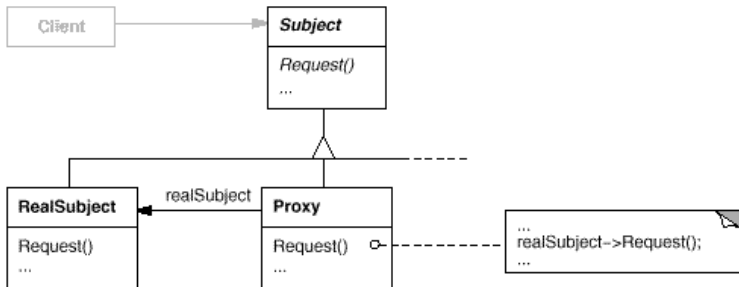 Client
Subject
Request()
...
realSubject
RealSubject
Request()
...
Proxy
Request()
...
...
realSubject->Request();
...